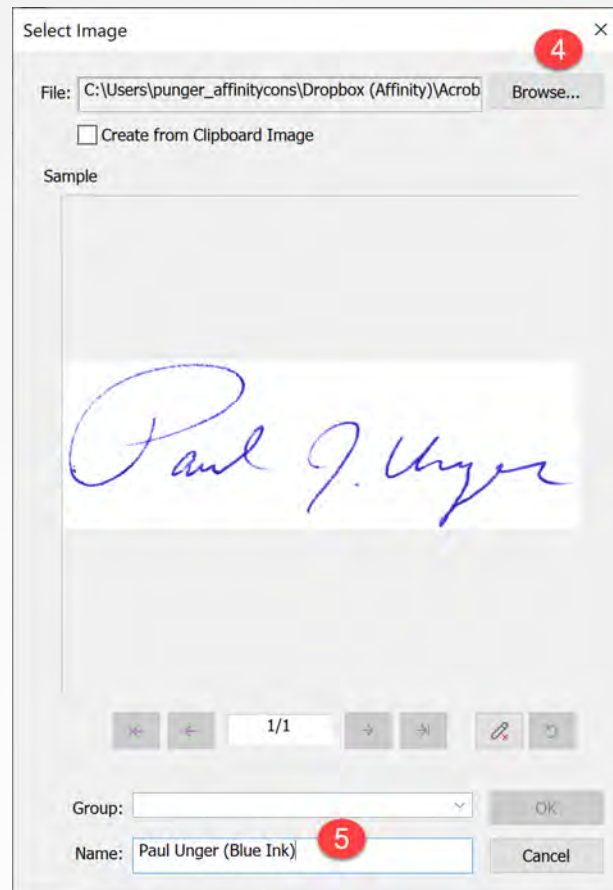 Select Image
4
File: C:\Users\punger_affinitycons\Dropbox (Affinity)\Acrob Browse...
Create from Clipboard Image
Sample
Paul J. Unger
1/1
Group: OK
Name: Paul Unger (Blue Ink) 5 Cancel